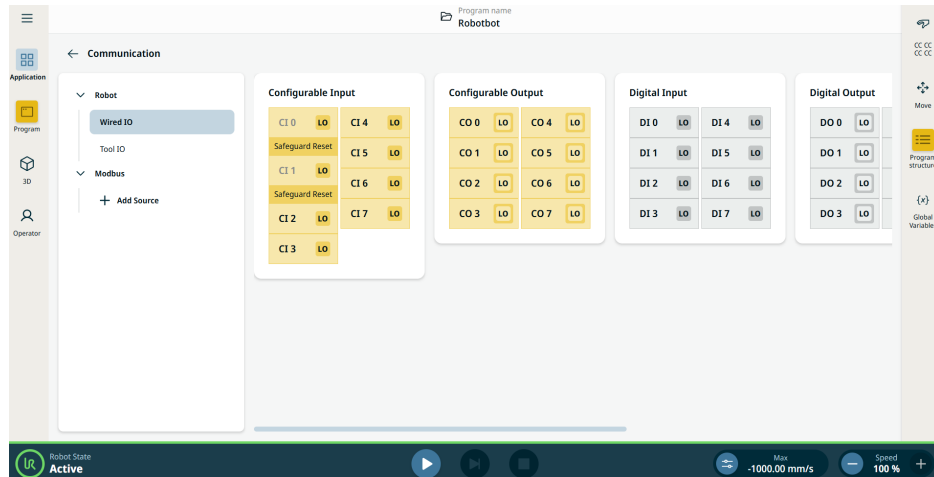 Program name
Robotbot
Application
Program
3D
Operator
Communication
Robot
Wired IO
Tool IO
Modbus
Add Source
Configurable Input
CI 0 LO CI 4 LO
Safeguard Reset
CI 5 LO
CI 1 LO
CI 6 LO
Safeguard Reset
CI 2 LO CI 7 LO
CI 3 LO
Configurable Output
CO 0 LO CO 4 LO
CO 1 LO CO 5 LO
CO 2 LO CO 6 LO
CO 3 LO CO 7 LO
Digital Input
DI 0 LO DI 4 LO
DI 1 LO DI 5 LO
DI 2 LO DI 6 LO
DI 3 LO DI 7 LO
Digital Output
DO 0 LO
DO 1 LO
DO 2 LO
DO 3 LO
CC CC
CC CC
Move
Program
structure
{x}
Global
Variable
UR
Robot State
Active
Max
-1000.00 mm/s
Speed
100 %